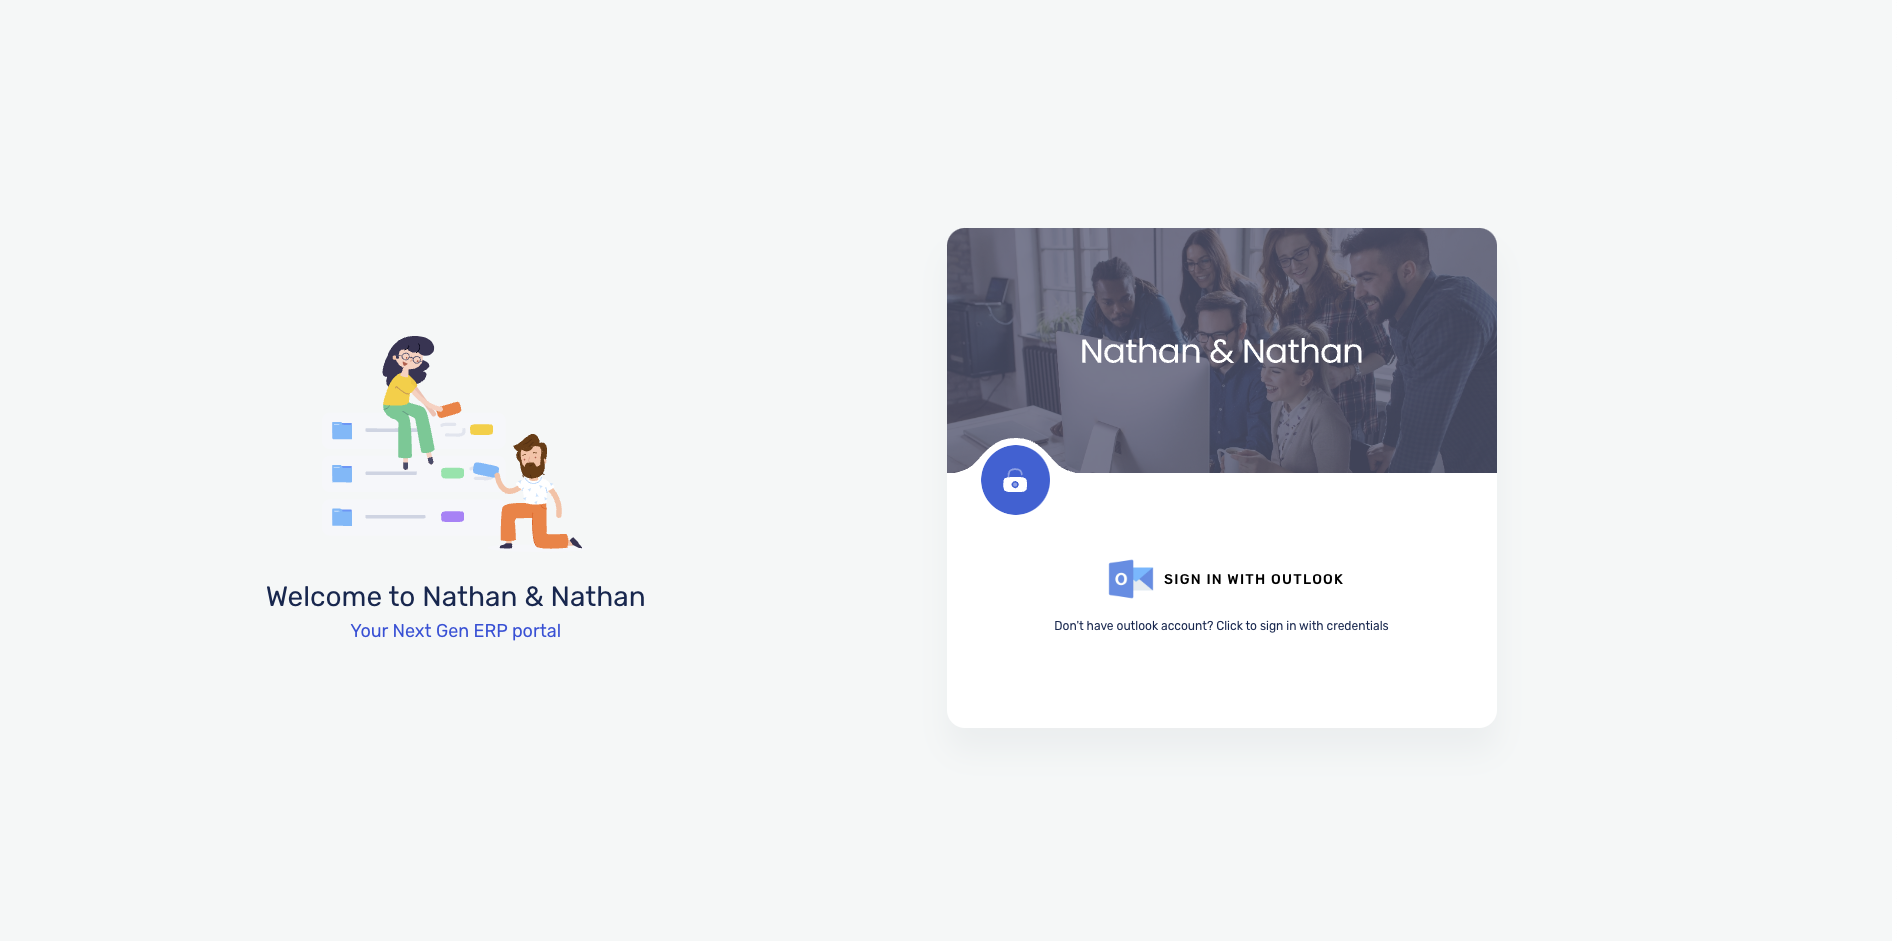 Welcome to Nathan & Nathan
Your Next Gen ERP portal
Nathan & Nathan
O
SIGN IN WITH OUTLOOK
Don't have outlook account? Click to sign in with credentials